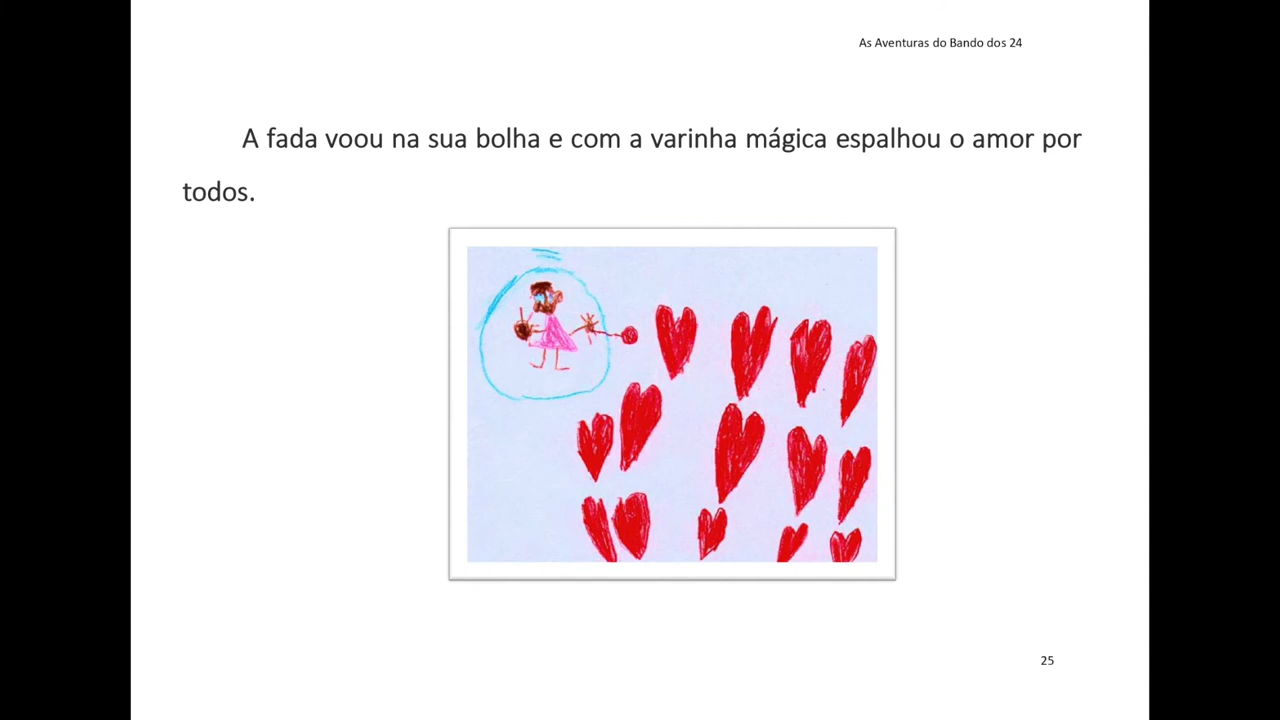 As Aventuras do Bando dos 24
A fada voou na sua bolha e com a varinha mágica espalhou o amor por
todos.
25